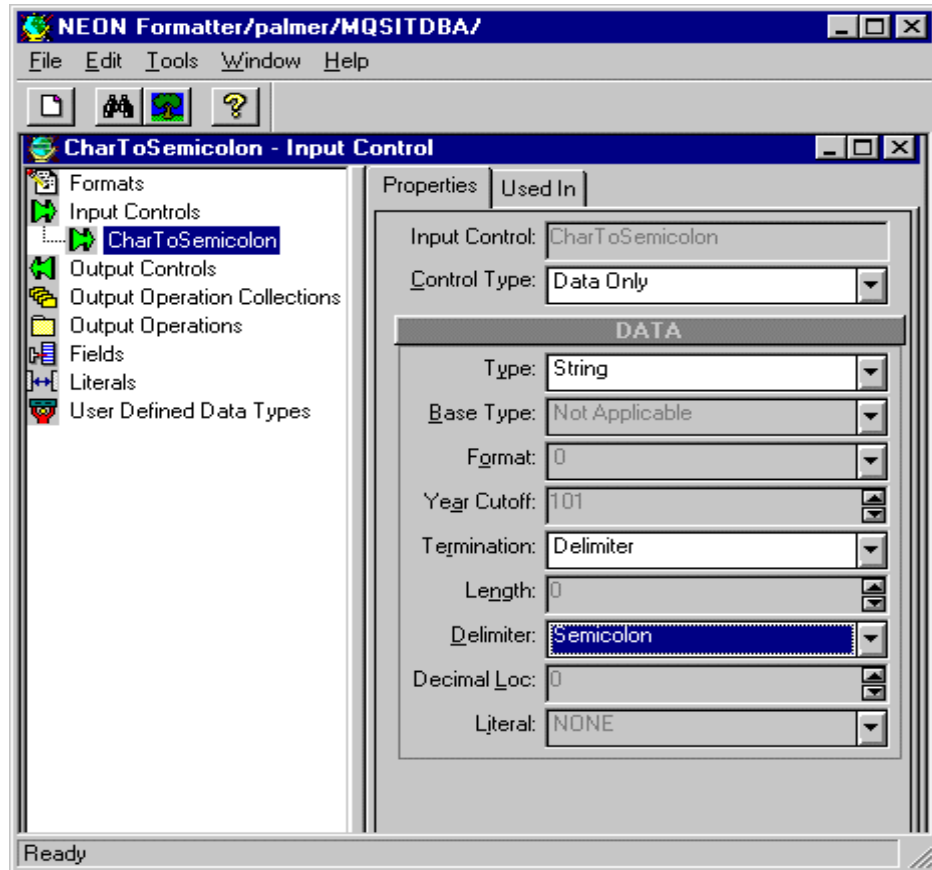 NEON Formatter/palmer/MQSITDBA/
File Edit Tools Window Help
CharToSemicolon - Input Control
Formats
Input Controls
CharToSemicolon
Output Controls
Output Operation Collections
Output Operations
Fields
Literals
User Defined Data Types
Properties Used In
Input Control: CharToSemicolon
Control Type: Data Only
DATA
Type: String
Base Type: Not Applicable
Format: 0
Year Cutoff: 101
Termination: Delimiter
Length: 0
Delimiter: Semicolon
Decimal Loc: 0
Literal: NONE
Ready